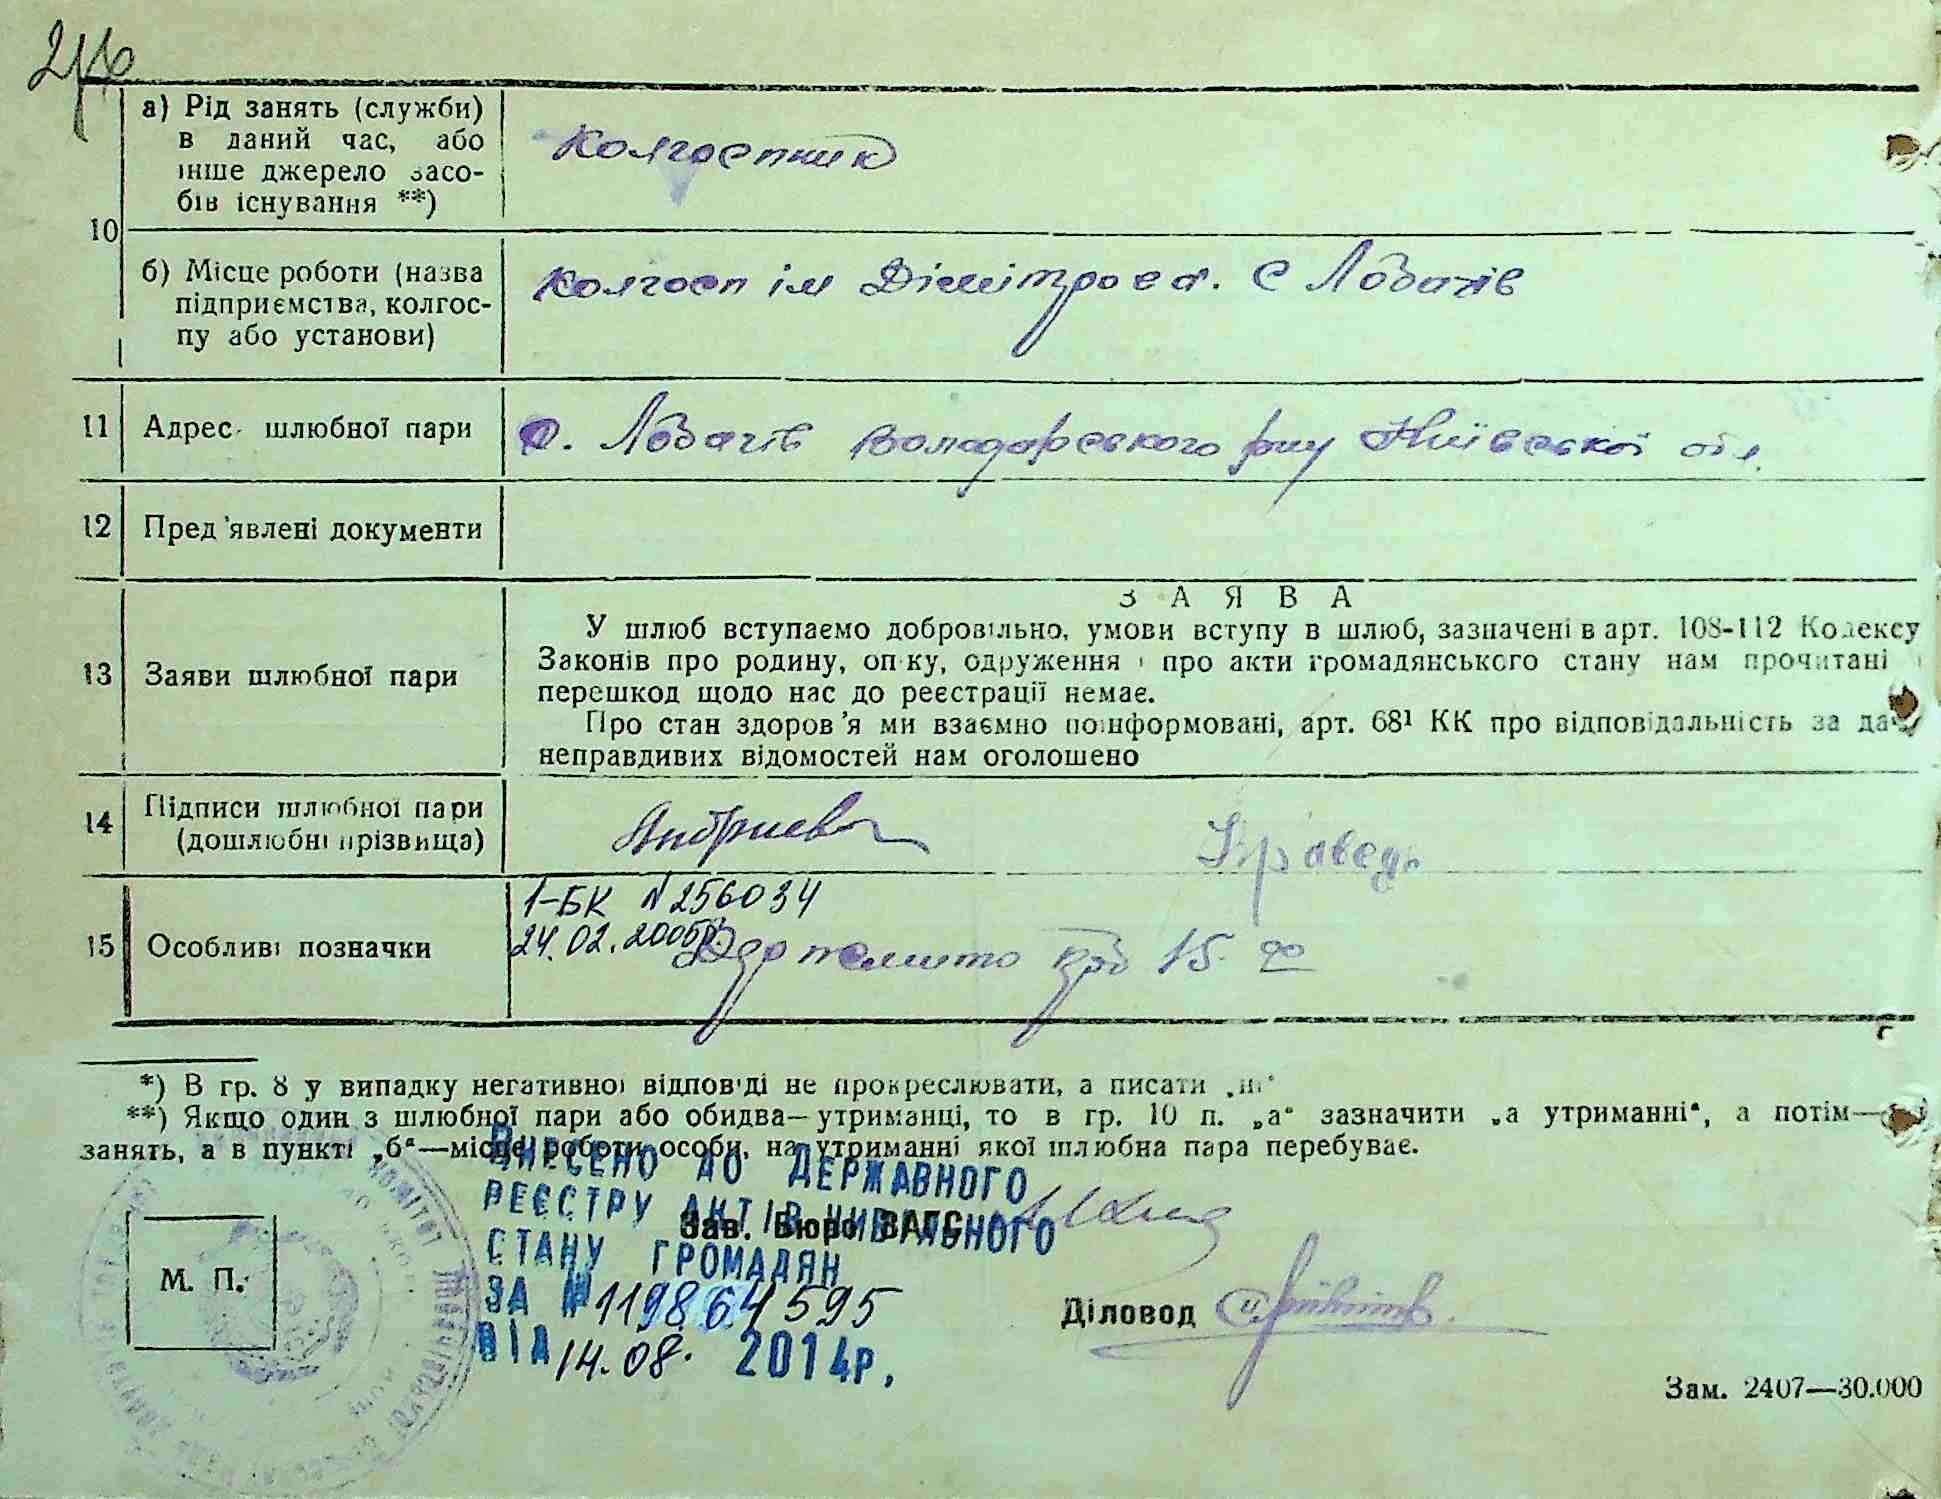 а) Рід занять (служби)
в даний час, або
інше джерело засо-
бів існування **)
Колгоспник
10
б) Місце роботи (назва
підприємства, колгос-
пу або установи)
Колгосп ім Дімітрова. с Лобачів
11 Адрес шлюбної пари
с. Лобачів Володарського р-ну Київської обл.
12 Пред'явлені документи
ЗАЯВА
У шлюб вступаємо добровільно, умови вступу в шлюб, зазначені в арт. 108-112 Кодексу
Законів про родину, опіку, одруження і про акти громадянського стану нам прочитані і
13 Заяви шлюбної пари
перешкод щодо нас до реєстрації немає.
Про стан здоров'я ми взаємно поінформовані, арт. 68¹ КК про відповідальність за дачу
неправдивих відомостей нам оголошено
14 Підписи шлюбної пари
(дошлюбні прізвища)
Кравець
1-БК №256034
24.02.2006р.
15 Особливі позначки
Держмито крб 15
*) В гр. 8 у випадку негативної відповіді не прокреслювати, а писати „ні"
**) Якщо один з шлюбної пари або обидва—утриманці, то в гр. 10 п. „а" зазначити „а утриманні", а потім—
занять, а в пункті „б"—місце роботи особи, на утриманні якої шлюбна пара перебуває.
ВНЕСЕНО ДО ДЕРЖАВНОГО
РЕЄСТРУ АКТІВ ЦИВІЛЬНОГО
Зав. Бюро ЗАГС
СТАНУ ГРОМАДЯН
М. П.
ЗА №119864595
Діловод
ВІД 14.08. 2014р.
Зам. 2407—30.000